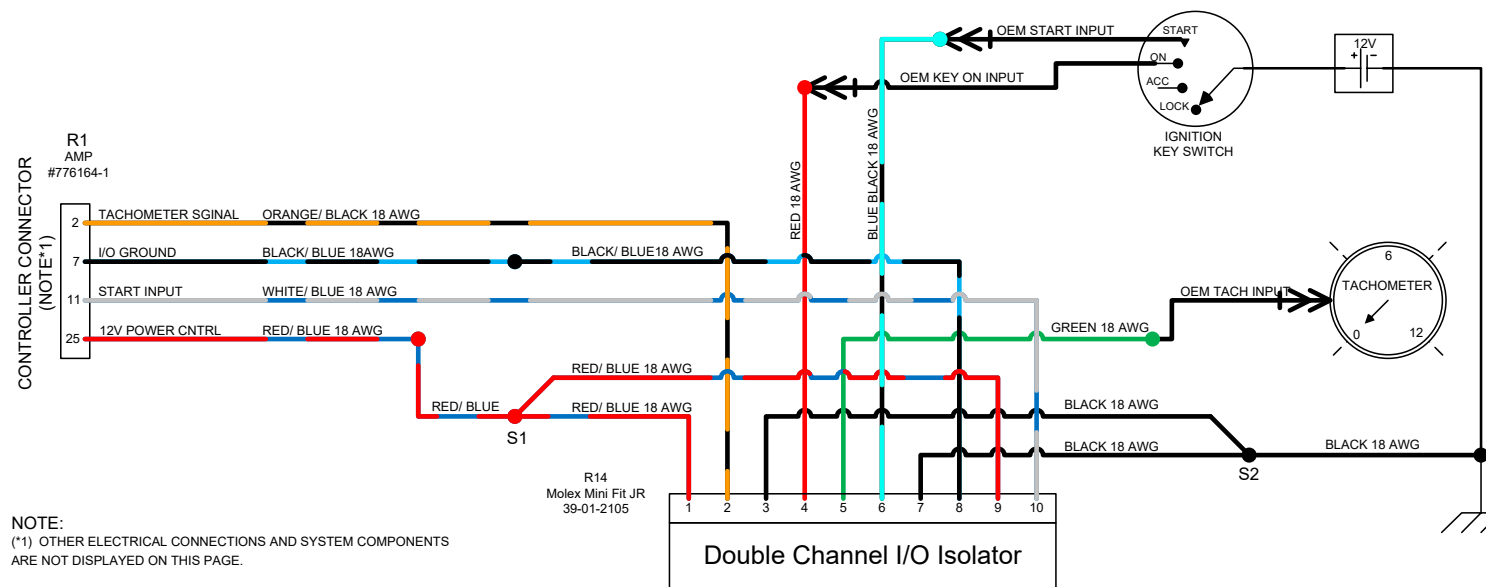 OEM START INPUT
START
12V
+ -
ON
OEM KEY ON INPUT
ACC
LOCK
IGNITION
KEY SWITCH
R1
AMP
#776164-1
CONTROLLER CONNECTOR
(NOTE*1)
2 TACHOMETER SGINAL ORANGE/ BLACK 18 AWG
7 I/O GROUND BLACK/ BLUE 18AWG BLACK/ BLUE18 AWG
11 START INPUT WHITE/ BLUE 18 AWG
25 12V POWER CNTRL RED/ BLUE 18 AWG
RED 18 AWG
BLUE BLACK 18 AWG
OEM TACH INPUT
GREEN 18 AWG
6
TACHOMETER
0 12
RED/ BLUE 18 AWG
RED/ BLUE
RED/ BLUE 18 AWG
S1
BLACK 18 AWG
BLACK 18 AWG
BLACK 18 AWG
S2
R14
Molex Mini Fit JR
39-01-2105
1 2 3 4 5 6 7 8 9 10
Double Channel I/O Isolator
NOTE:
(*1) OTHER ELECTRICAL CONNECTIONS AND SYSTEM COMPONENTS
ARE NOT DISPLAYED ON THIS PAGE.